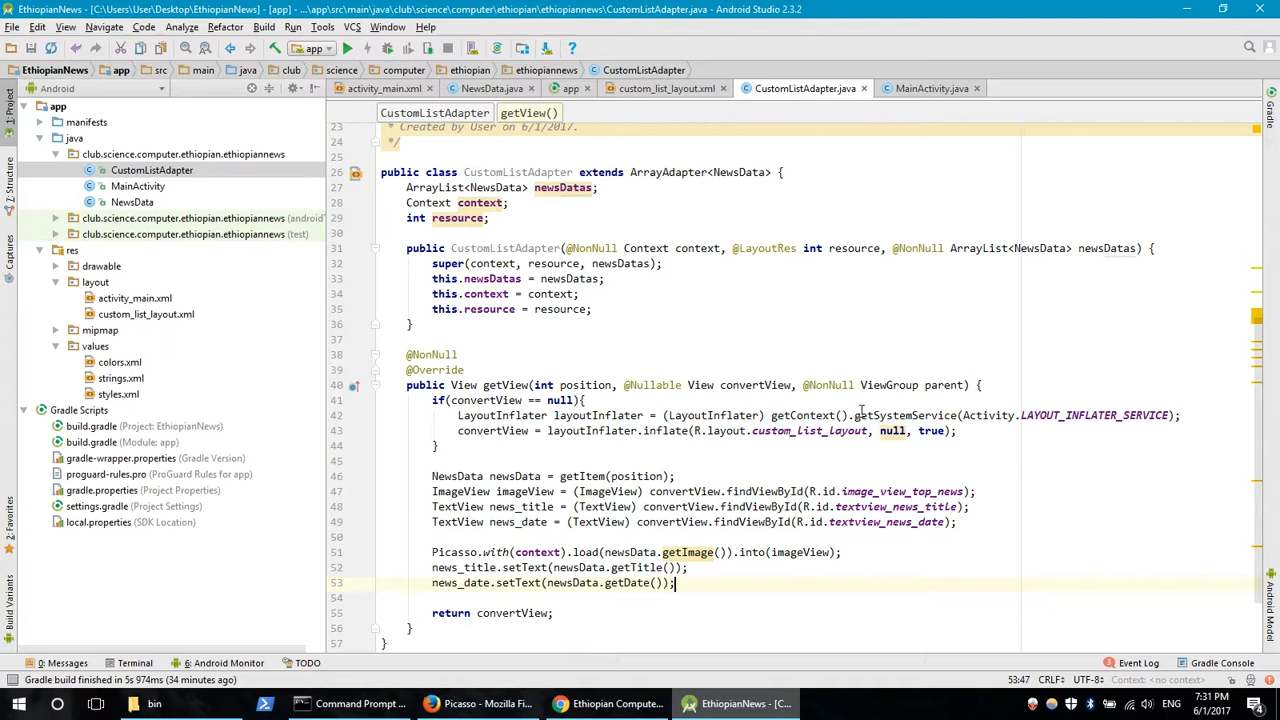 EthiopianNews - [C:\Users\User\Desktop\EthiopianNews] - [app] - ...\app\src\main\java\club\science\computer\ethiopian\ethiopiannews\CustomListAdapter.java - Android Studio 2.3.2
File Edit View Navigate Code Analyze Refactor Build Run Tools VCS Window Help
app
EthiopianNews app src main java club science computer ethiopian ethiopiannews CustomListAdapter
Android
activity_main.xml NewsData.java app custom_list_layout.xml CustomListAdapter.java MainActivity.java
CustomListAdapter getView()
1: Project
7: Structure
Captures
2: Favorites
Build Variants
Gradle
Android Model
app
manifests
java
club.science.computer.ethiopian.ethiopiannews
CustomListAdapter
MainActivity
NewsData
club.science.computer.ethiopian.ethiopiannews (android
club.science.computer.ethiopian.ethiopiannews (test)
res
drawable
layout
activity_main.xml
custom_list_layout.xml
mipmap
values
colors.xml
strings.xml
styles.xml
Gradle Scripts
build.gradle (Project: EthiopianNews)
build.gradle (Module: app)
gradle-wrapper.properties (Gradle Version)
proguard-rules.pro (ProGuard Rules for app)
gradle.properties (Project Properties)
settings.gradle (Project Settings)
local.properties (SDK Location)
23 * Created by User on 6/1/2017.
24 */
25
26 public class CustomListAdapter extends ArrayAdapter<NewsData> {
27 ArrayList<NewsData> newsDatas;
28 Context context;
29 int resource;
30
31 public CustomListAdapter(@NonNull Context context, @LayoutRes int resource, @NonNull ArrayList<NewsData> newsDatas) {
32 super(context, resource, newsDatas);
33 this.newsDatas = newsDatas;
34 this.context = context;
35 this.resource = resource;
36 }
37
38 @NonNull
39 @Override
40 public View getView(int position, @Nullable View convertView, @NonNull ViewGroup parent) {
41 if(convertView == null){
42 LayoutInflater layoutInflater = (LayoutInflater) getContext().getSystemService(Activity.LAYOUT_INFLATER_SERVICE);
43 convertView = layoutInflater.inflate(R.layout.custom_list_layout, null, true);
44 }
45
46 NewsData newsData = getItem(position);
47 ImageView imageView = (ImageView) convertView.findViewById(R.id.image_view_top_news);
48 TextView news_title = (TextView) convertView.findViewById(R.id.textview_news_title);
49 TextView news_date = (TextView) convertView.findViewById(R.id.textview_news_date);
50
51 Picasso.with(context).load(newsData.getImage()).into(imageView);
52 news_title.setText(newsData.getTitle());
53 news_date.setText(newsData.getDate());
54
55 return convertView;
56 }
57 }
0: Messages Terminal 6: Android Monitor TODO Event Log Gradle Console
Gradle build finished in 5s 974ms (34 minutes ago) 53:47 CRLF÷ UTF-8÷ Context: <no context>
bin Command Prompt ... Picasso - Mozilla Fi... Ethiopian Compute... EthiopianNews - [C... 7:31 PM
6/1/2017